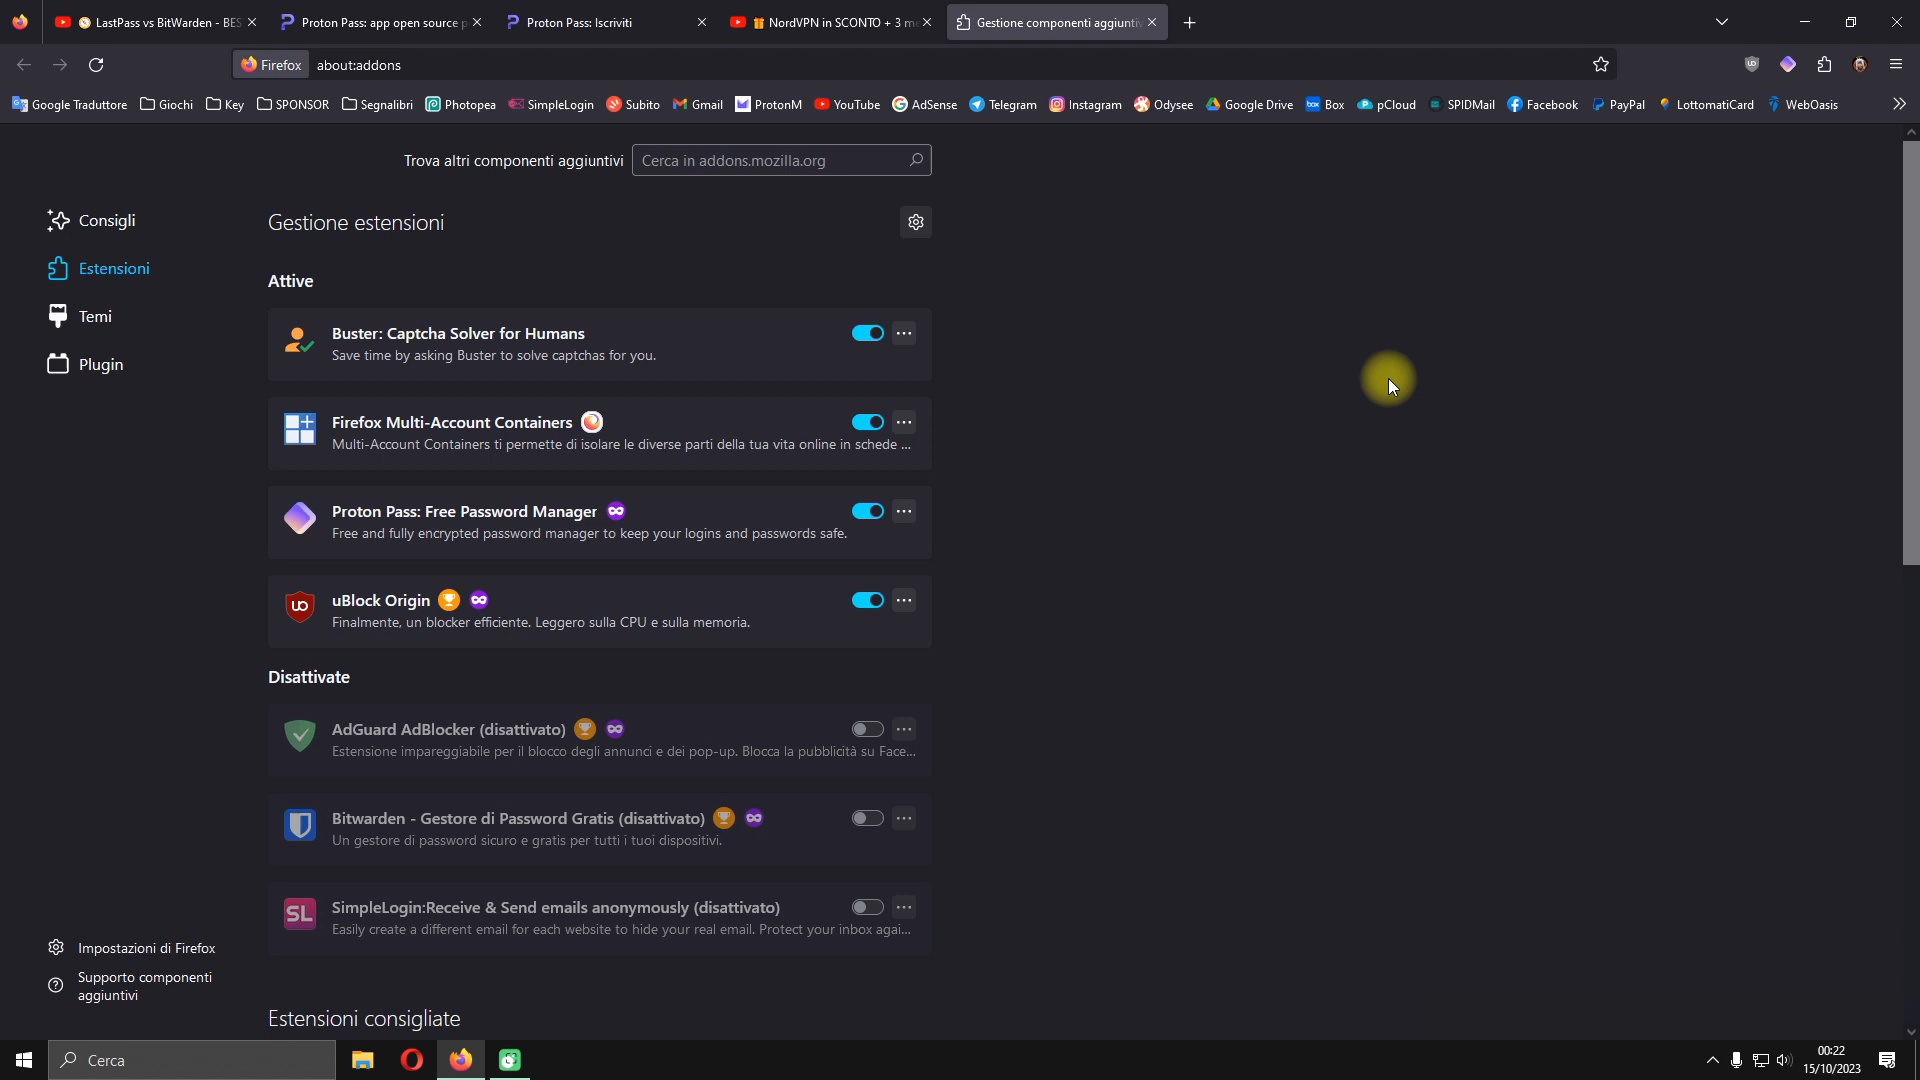 LastPass vs BitWarden - BES
Proton Pass: app open source p
Proton Pass: Iscriviti
NordVPN in SCONTO + 3 me
Gestione componenti aggiuntiv
Firefox
about:addons
Google Traduttore
Giochi
Key
SPONSOR
Segnalibri
Photopea
SimpleLogin
Subito
Gmail
ProtonM
YouTube
AdSense
Telegram
Instagram
Odysee
Google Drive
Box
pCloud
SPIDMail
Facebook
PayPal
LottomatiCard
WebOasis
Trova altri componenti aggiuntivi
Cerca in addons.mozilla.org
Consigli
Estensioni
Temi
Plugin
Gestione estensioni
Attive
Buster: Captcha Solver for Humans
Save time by asking Buster to solve captchas for you.
Firefox Multi-Account Containers
Multi-Account Containers ti permette di isolare le diverse parti della tua vita online in schede ...
Proton Pass: Free Password Manager
Free and fully encrypted password manager to keep your logins and passwords safe.
uBlock Origin
Finalmente, un blocker efficiente. Leggero sulla CPU e sulla memoria.
Disattivate
AdGuard AdBlocker (disattivato)
Estensione impareggiabile per il blocco degli annunci e dei pop-up. Blocca la pubblicità su Face...
Bitwarden - Gestore di Password Gratis (disattivato)
Un gestore di password sicuro e gratis per tutti i tuoi dispositivi.
SL
SimpleLogin:Receive & Send emails anonymously (disattivato)
Easily create a different email for each website to hide your real email. Protect your inbox agai...
Impostazioni di Firefox
Supporto componenti
aggiuntivi
Estensioni consigliate
Cerca
00:22
15/10/2023